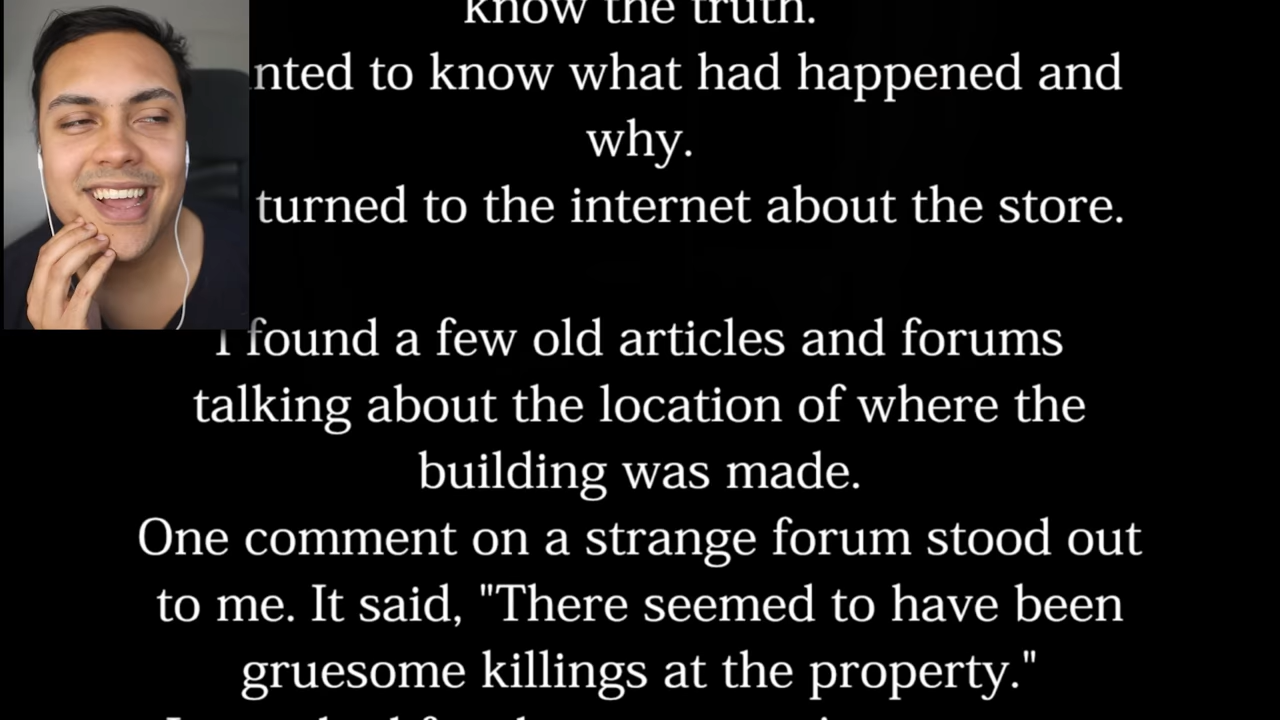 know the truth.
nted to know what had happened and
why.
turned to the internet about the store.
I found a few old articles and forums
talking about the location of where the
building was made.
One comment on a strange forum stood out
to me. It said, "There seemed to have been
gruesome killings at the property."